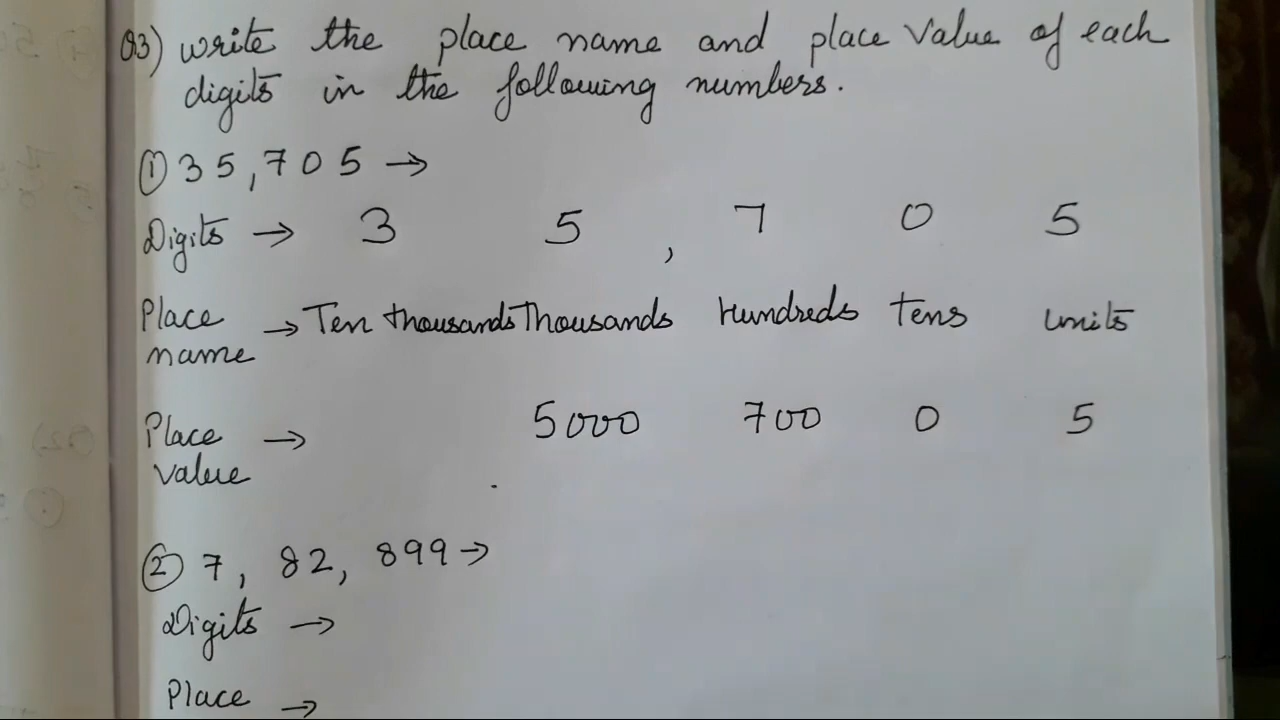 Q3) write the place name and place value of each
digits in the following numbers.
① 35,705 →
Digits → 3 5 , 7 0 5
Place name → Ten thousands Thousands Hundreds tens units
Place value → 5000 700 0 5
② 7, 82, 899 →
Digits →
Place →